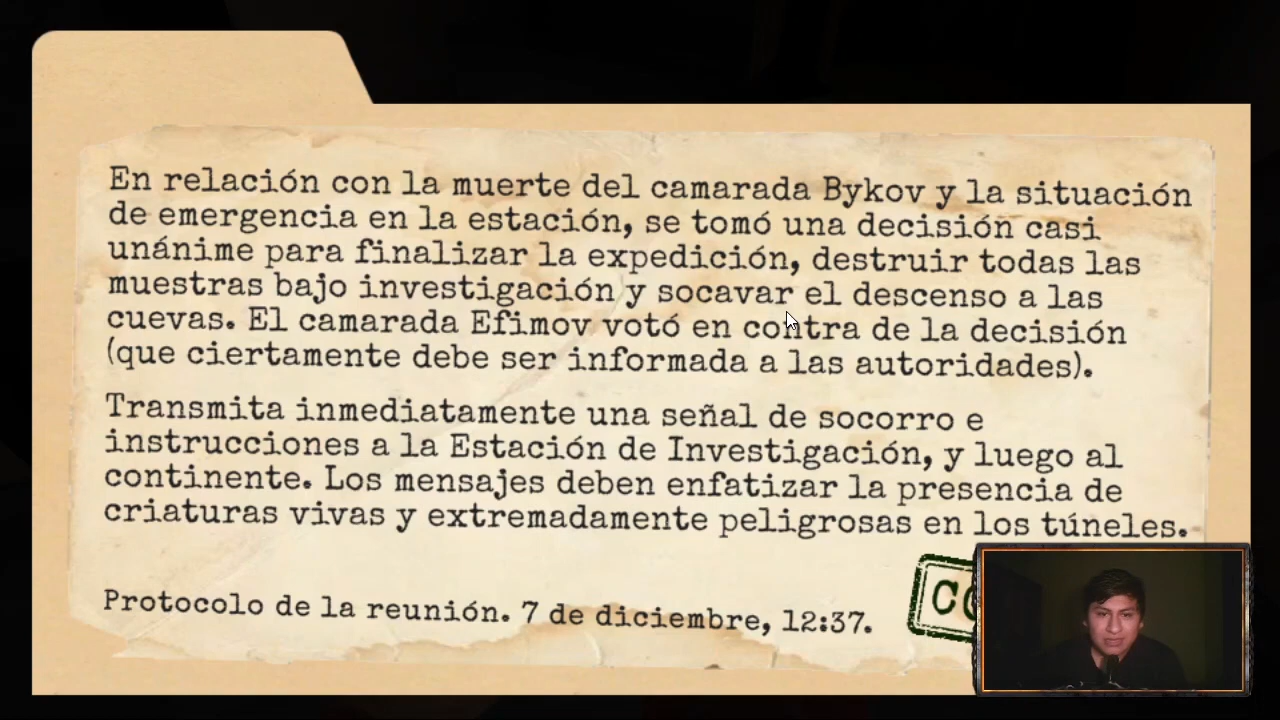 En relación con la muerte del camarada Bykov y la situación
de emergencia en la estación, se tomó una decisión casi
unánime para finalizar la expedición, destruir todas las
muestras bajo investigación y socavar el descenso a las
cuevas. El camarada Efimov votó en contra de la decisión
(que ciertamente debe ser informada a las autoridades).
Transmita inmediatamente una señal de socorro e
instrucciones a la Estación de Investigación, y luego al
continente. Los mensajes deben enfatizar la presencia de
criaturas vivas y extremadamente peligrosas en los túneles.
Protocolo de la reunión. 7 de diciembre, 12:37.